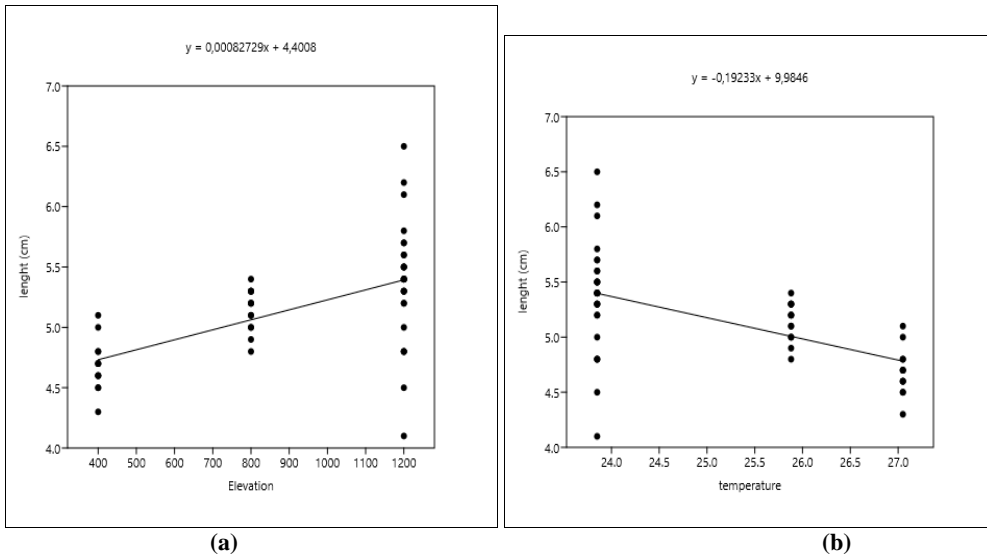 y = 0,00082729x + 4,4008
7.0
6.5
6.0
5.5
5.0
4.5
4.0
lenght (cm)
400 500 600 700 800 900 1000 1100 1200
Elevation
(a)
y = -0,19233x + 9,9846
7.0
6.5
6.0
5.5
5.0
4.5
4.0
lenght (cm)
24.0 24.5 25.0 25.5 26.0 26.5 27.0
temperature
(b)